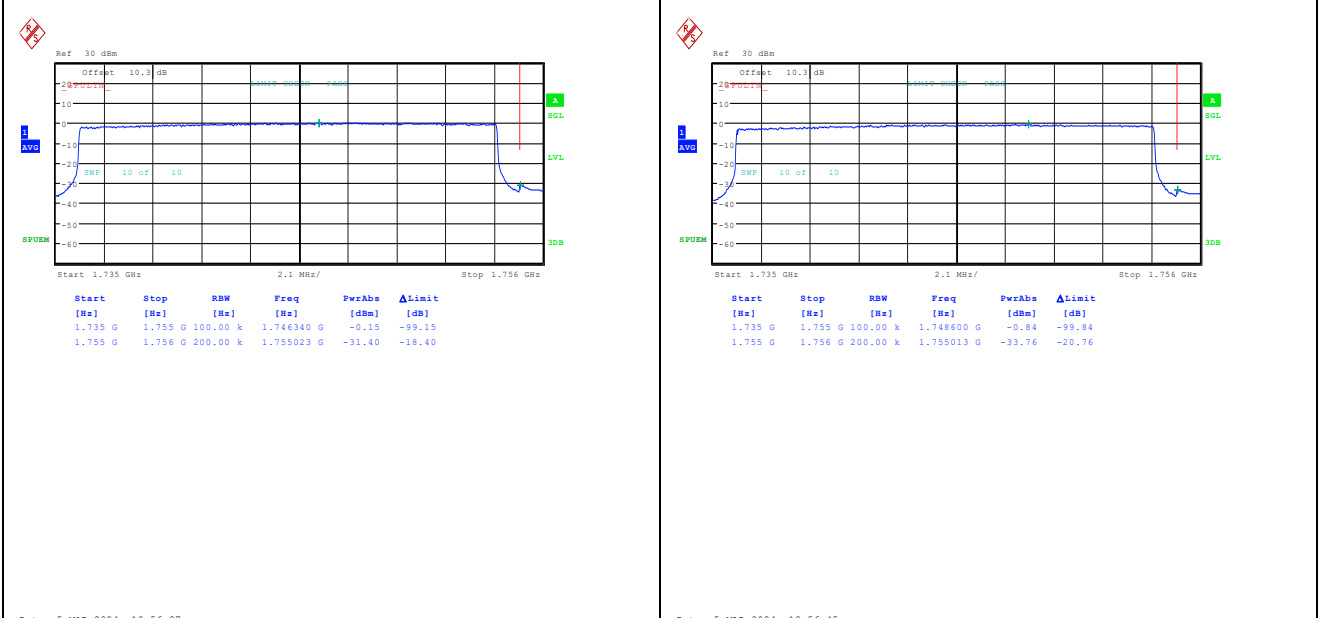 R S
Ref 30 dBm
Offset 10.3 dB
20
LIMIT CHECK PASS
10
A
0
SGL
1
-10
AVG
-20
LVL
SWP 10 of 10
-30
-40
-50
SPUEM
-60
3DB
Start 1.735 GHz
2.1 MHz/
Stop 1.756 GHz
Start Stop RBW Freq PwrAbs ΔLimit
[Hz] [Hz] [Hz] [Hz] [dBm] [dB]
1.735 G 1.755 G 100.00 k 1.746340 G -0.15 -99.15
1.755 G 1.756 G 200.00 k 1.755023 G -31.40 -18.40
R S
Ref 30 dBm
Offset 10.3 dB
20
LIMIT CHECK PASS
10
A
0
SGL
1
-10
AVG
-20
LVL
SWP 10 of 10
-30
-40
-50
SPUEM
-60
3DB
Start 1.735 GHz
2.1 MHz/
Stop 1.756 GHz
Start Stop RBW Freq PwrAbs ΔLimit
[Hz] [Hz] [Hz] [Hz] [dBm] [dB]
1.735 G 1.755 G 100.00 k 1.748600 G -0.84 -99.84
1.755 G 1.756 G 200.00 k 1.755013 G -33.76 -20.76